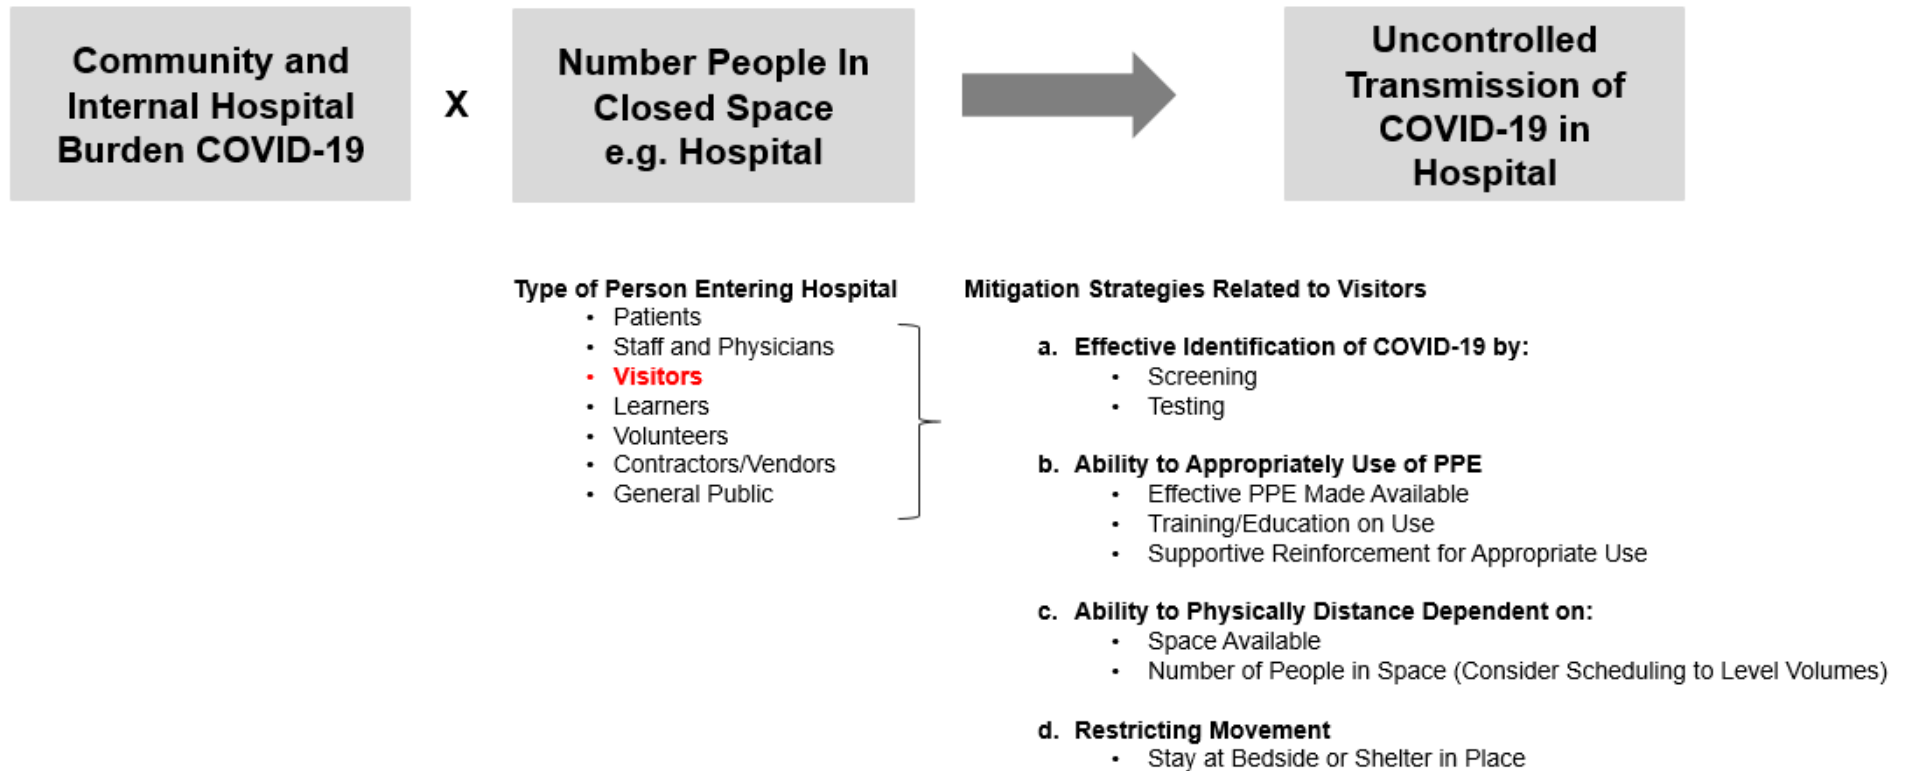 Community and
Internal Hospital
Burden COVID-19
X
Number People In
Closed Space
e.g. Hospital
Uncontrolled
Transmission of
COVID-19 in
Hospital
Type of Person Entering Hospital
• Patients
• Staff and Physicians
• Visitors
• Learners
• Volunteers
• Contractors/Vendors
• General Public
Mitigation Strategies Related to Visitors
a. Effective Identification of COVID-19 by:
• Screening
• Testing
b. Ability to Appropriately Use of PPE
• Effective PPE Made Available
• Training/Education on Use
• Supportive Reinforcement for Appropriate Use
c. Ability to Physically Distance Dependent on:
• Space Available
• Number of People in Space (Consider Scheduling to Level Volumes)
d. Restricting Movement
• Stay at Bedside or Shelter in Place